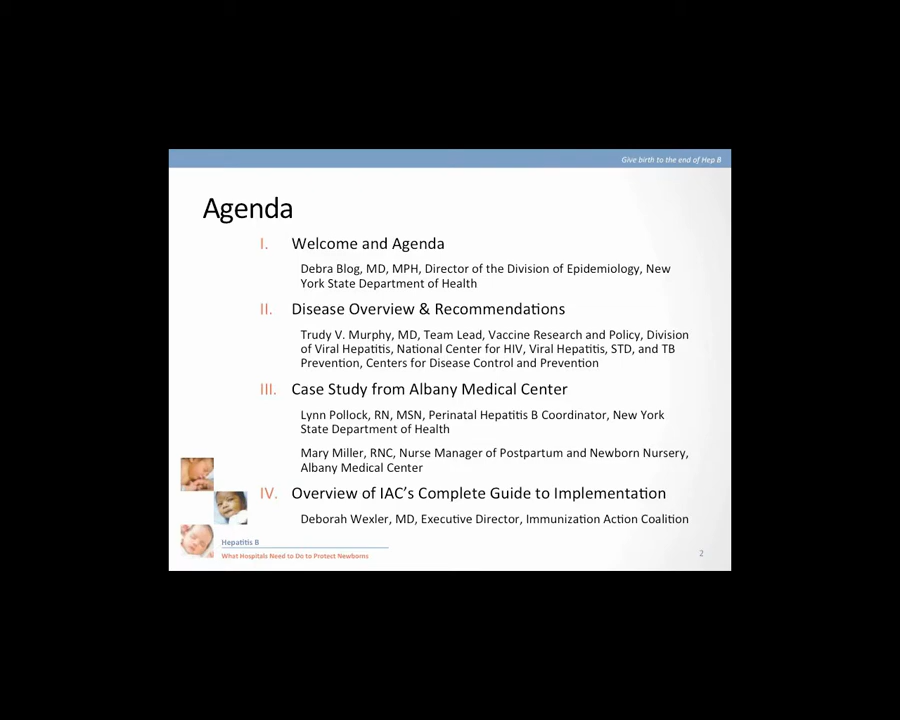 Give birth to the end of Hep B
Agenda
I. Welcome and Agenda
Debra Blog, MD, MPH, Director of the Division of Epidemiology, New
York State Department of Health
II. Disease Overview & Recommendations
Trudy V. Murphy, MD, Team Lead, Vaccine Research and Policy, Division
of Viral Hepatitis, National Center for HIV, Viral Hepatitis, STD, and TB
Prevention, Centers for Disease Control and Prevention
III. Case Study from Albany Medical Center
Lynn Pollock, RN, MSN, Perinatal Hepatitis B Coordinator, New York
State Department of Health
Mary Miller, RNC, Nurse Manager of Postpartum and Newborn Nursery,
Albany Medical Center
IV. Overview of IAC's Complete Guide to Implementation
Deborah Wexler, MD, Executive Director, Immunization Action Coalition
Hepatitis B
What Hospitals Need to Do to Protect Newborns
2